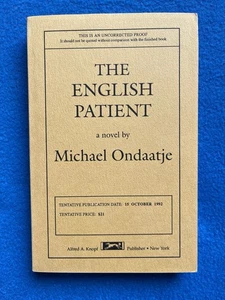 THIS IS AN UNCORRECTED PROOF
It should not be quoted without comparison with the finished book
THE
ENGLISH
PATIENT
a novel by
Michael Ondaatje
TENTATIVE PUBLICATION DATE: 15 OCTOBER 1992
TENTATIVE PRICE: $21
Alfred A. Knopf Publisher • New York